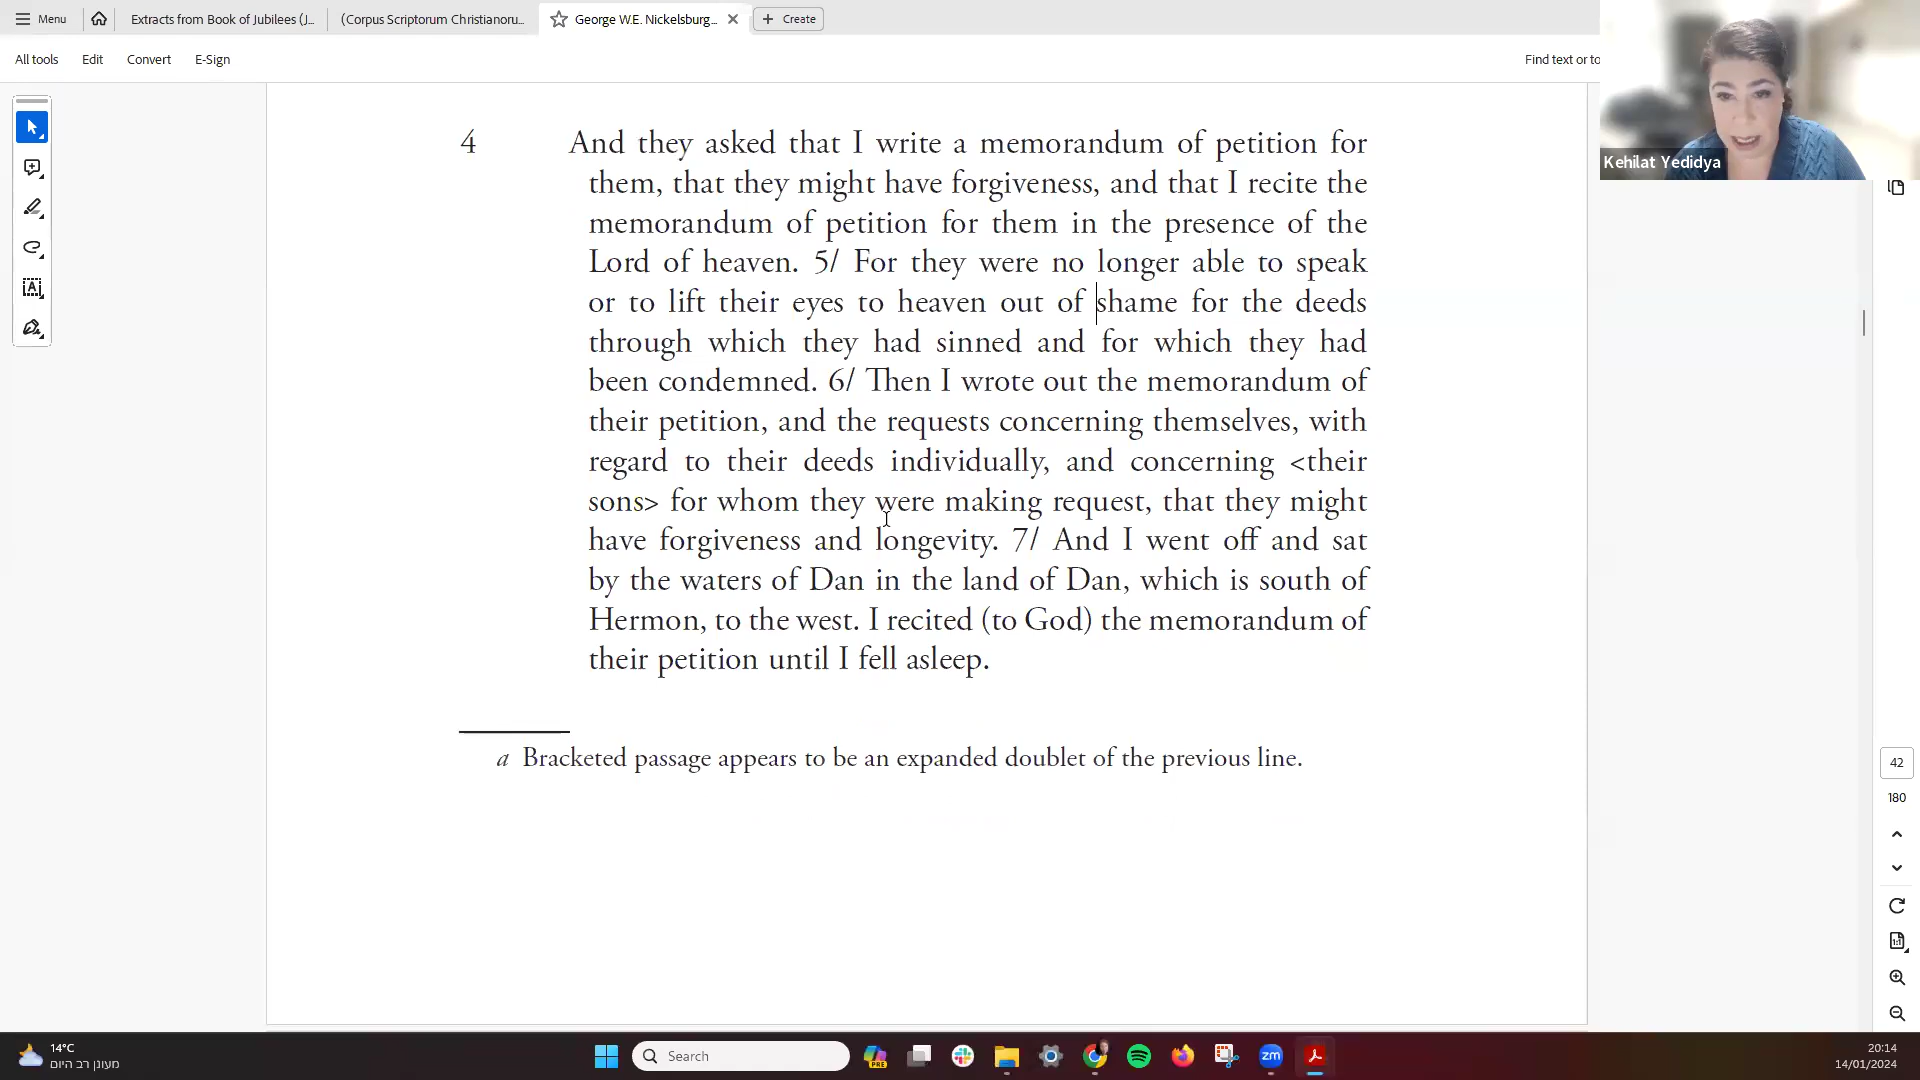 Menu
Extracts from Book of Jubilees (J...
(Corpus Scriptorum Christianoru...
George W.E. Nickelsburg...
Create
All tools
Edit
Convert
E-Sign
Find text or to
Kehilat Yedidya
4 And they asked that I write a memorandum of petition for
them, that they might have forgiveness, and that I recite the
memorandum of petition for them in the presence of the
Lord of heaven. 5/ For they were no longer able to speak
or to lift their eyes to heaven out of shame for the deeds
through which they had sinned and for which they had
been condemned. 6/ Then I wrote out the memorandum of
their petition, and the requests concerning themselves, with
regard to their deeds individually, and concerning <their
sons> for whom they were making request, that they might
have forgiveness and longevity. 7/ And I went off and sat
by the waters of Dan in the land of Dan, which is south of
Hermon, to the west. I recited (to God) the memorandum of
their petition until I fell asleep.
a Bracketed passage appears to be an expanded doublet of the previous line.
42
180
14°C
מעונן רב היום
Search
PRE
zm
20:14
14/01/2024